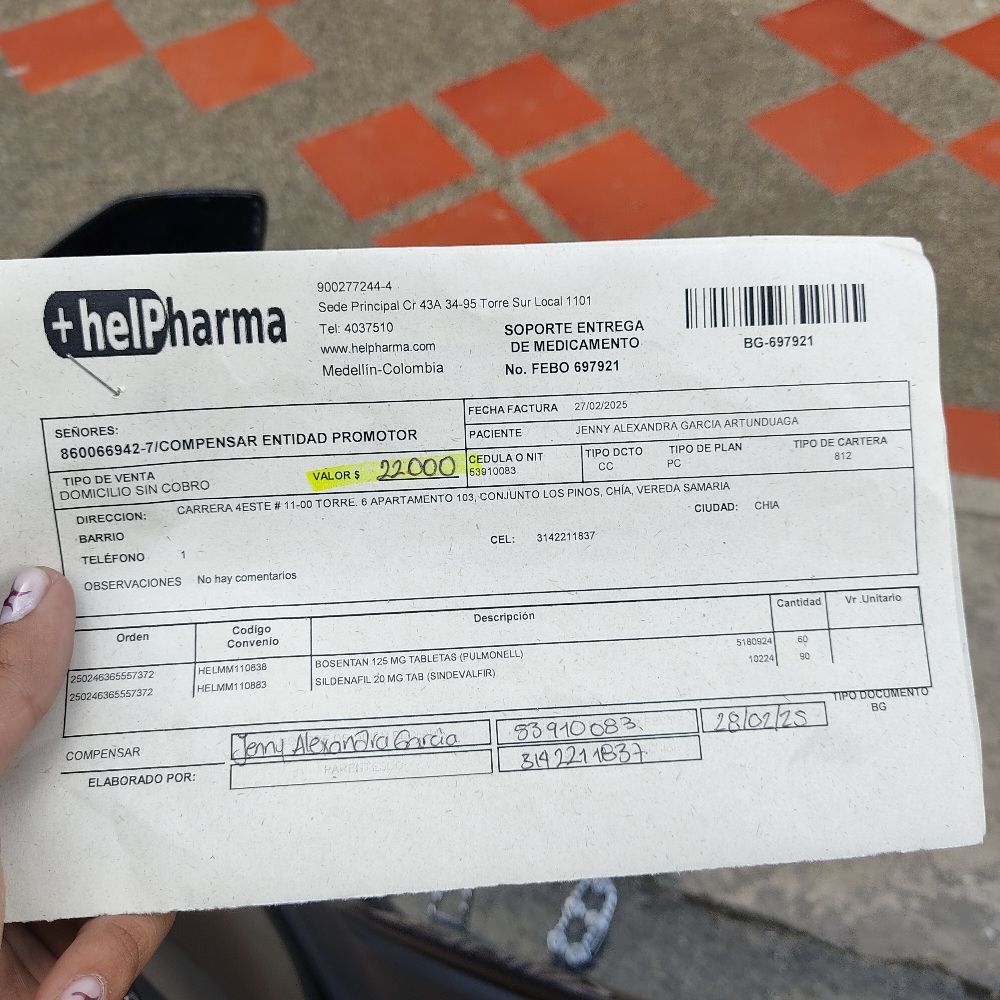 +helPharma
900277244-4
Sede Principal Cr 43A 34-95 Torre Sur Local 1101
Tel: 4037510
www.helpharma.com
Medellín-Colombia
SOPORTE ENTREGA
DE MEDICAMENTO
No. FEBO 697921
BG-697921
SEÑORES:
860066942-7/COMPENSAR ENTIDAD PROMOTOR
FECHA FACTURA 27/02/2025
PACIENTE JENNY ALEXANDRA GARCIA ARTUNDUAGA
TIPO DE VENTA
DOMICILIO SIN COBRO
VALOR $ 22000
CEDULA O NIT
53910083
TIPO DCTO
CC
TIPO DE PLAN
PC
TIPO DE CARTERA
812
DIRECCION: CARRERA 4ESTE # 11-00 TORRE. 6 APARTAMENTO 103, CONJUNTO LOS PINOS, CHÍA, VEREDA SAMARIA
BARRIO CIUDAD: CHIA
TELÉFONO 1 CEL: 3142211837
OBSERVACIONES No hay comentarios
Orden Codigo Convenio Descripción Cantidad Vr .Unitario
250246365557372 HELMM110838 BOSENTAN 125 MG TABLETAS (PULMONELL) 5180924 60
250246365557372 HELMM110883 SILDENAFIL 20 MG TAB (SINDEVALFIR) 10224 90
TIPO DOCUMENTO
BG
COMPENSAR Jenny Alexandra Garcia 83910083 28/02/25
ELABORADO POR: PARENTESCO 3142211837